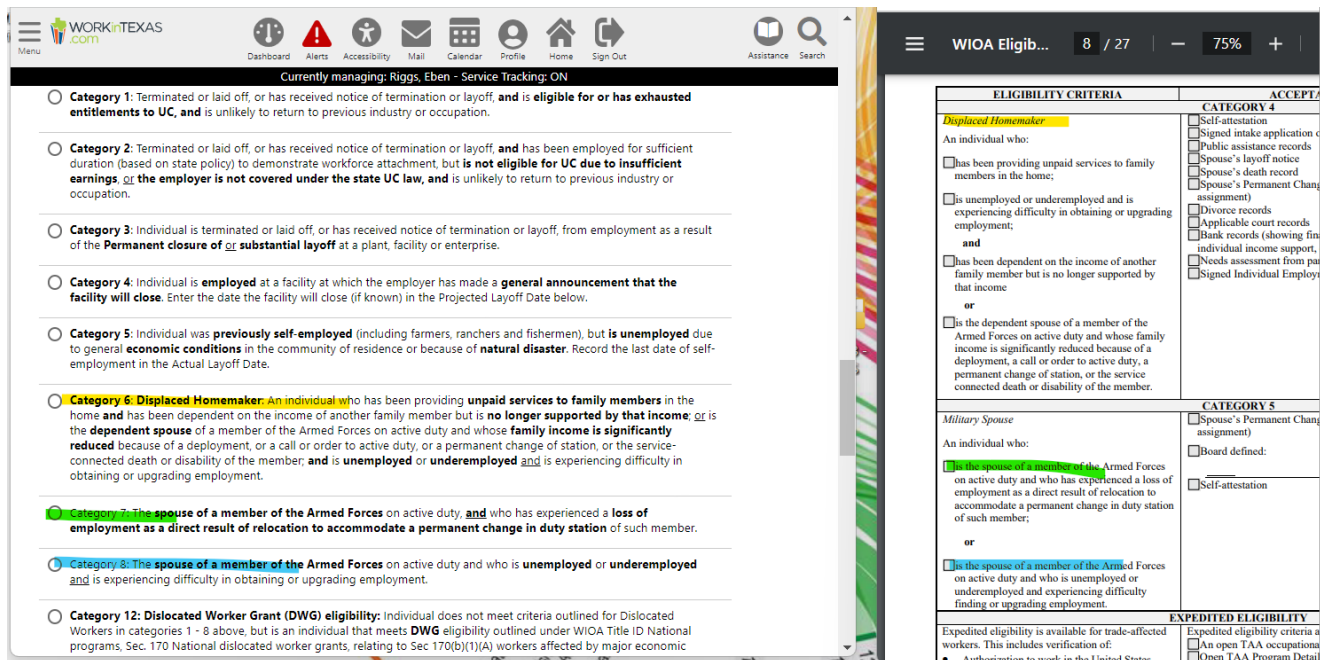 Menu
WORKinTEXAS
.com
Dashboard
Alerts
Accessibility
Mail
Calendar
Profile
Home
Sign Out
Assistance
Search
Currently managing: Riggs, Eben - Service Tracking: ON
Category 1: Terminated or laid off, or has received notice of termination or layoff, and is eligible for or has exhausted
entitlements to UC, and is unlikely to return to previous industry or occupation.
Category 2: Terminated or laid off, or has received notice of termination or layoff, and has been employed for sufficient
duration (based on state policy) to demonstrate workforce attachment, but is not eligible for UC due to insufficient
earnings, or the employer is not covered under the state UC law, and is unlikely to return to previous industry or
occupation.
Category 3: Individual is terminated or laid off, or has received notice of termination or layoff, from employment as a result
of the Permanent closure of or substantial layoff at a plant, facility or enterprise.
Category 4: Individual is employed at a facility at which the employer has made a general announcement that the
facility will close. Enter the date the facility will close (if known) in the Projected Layoff Date below.
Category 5: Individual was previously self-employed (including farmers, ranchers and fishermen), but is unemployed due
to general economic conditions in the community of residence or because of natural disaster. Record the last date of self-
employment in the Actual Layoff Date.
Category 6: Displaced Homemaker: An individual who has been providing unpaid services to family members in the
home and has been dependent on the income of another family member but is no longer supported by that income; or is
the dependent spouse of a member of the Armed Forces on active duty and whose family income is significantly
reduced because of a deployment, or a call or order to active duty, or a permanent change of station, or the service-
connected death or disability of the member; and is unemployed or underemployed and is experiencing difficulty in
obtaining or upgrading employment.
Category 7: The spouse of a member of the Armed Forces on active duty, and who has experienced a loss of
employment as a direct result of relocation to accommodate a permanent change in duty station of such member.
Category 8: The spouse of a member of the Armed Forces on active duty and who is unemployed or underemployed
and is experiencing difficulty in obtaining or upgrading employment.
Category 12: Dislocated Worker Grant (DWG) eligibility: Individual does not meet criteria outlined for Dislocated
Workers in categories 1 - 8 above, but is an individual that meets DWG eligibility outlined under WIOA Title ID National
programs, Sec. 170 National dislocated worker grants, relating to Sec 170(b)(1)(A) workers affected by major economic
WIOA Eligib...
8 / 27
75%
ELIGIBILITY CRITERIA
ACCEPTA
CATEGORY 4
Displaced Homemaker
An individual who:
has been providing unpaid services to family
members in the home;
is unemployed or underemployed and is
experiencing difficulty in obtaining or upgrading
employment;
and
has been dependent on the income of another
family member but is no longer supported by
that income
or
is the dependent spouse of a member of the
Armed Forces on active duty and whose family
income is significantly reduced because of a
deployment, a call or order to active duty, a
permanent change of station, or the service
connected death or disability of the member.
Self-attestation
Signed intake application o
Public assistance records
Spouse's layoff notice
Spouse's death record
Spouse's Permanent Chang
assignment)
Divorce records
Applicable court records
Bank records (showing fin
individual income support,
Needs assessment from par
Signed Individual Employ
CATEGORY 5
Military Spouse
An individual who:
is the spouse of a member of the Armed Forces
on active duty and who has experienced a loss of
employment as a direct result of relocation to
accommodate a permanent change in duty station
of such member;
or
is the spouse of a member of the Armed Forces
on active duty and who is unemployed or
underemployed and experiencing difficulty
finding or upgrading employment.
Spouse's Permanent Chang
assignment)
Board defined:
Self-attestation
EXPEDITED ELIGIBILITY
Expedited eligibility is available for trade-affected
workers. This includes verification of:
Authorization to work in the United States
Expedited eligibility criteria a
An open TAA occupationa
Open TAA Program Detail